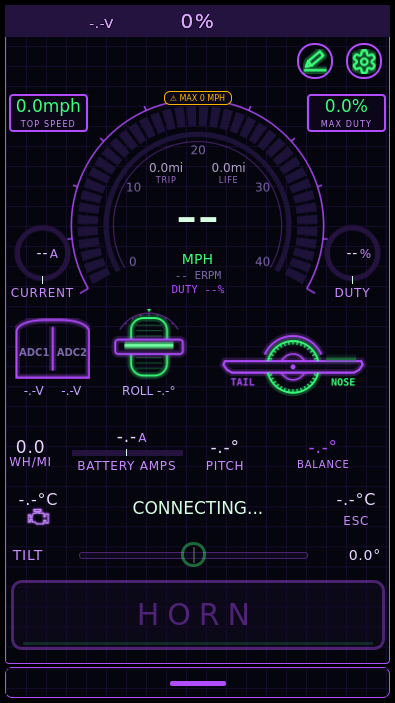 -.-V 0%
⚠ MAX 0 MPH
0.0mph
TOP SPEED
0.0%
MAX DUTY
20
0.0mi 0.0mi
TRIP LIFE
10 30
--
0 40
MPH
-- ERPM
DUTY --%
--A
CURRENT
--%
DUTY
ADC1 ADC2
-.-V -.-V
ROLL -.-°
TAIL NOSE
0.0
WH/MI
-.-A
BATTERY AMPS
-.-°
PITCH
-.-°
BALANCE
-.-°C
CONNECTING...
-.-°C
ESC
TILT 0.0°
HORN